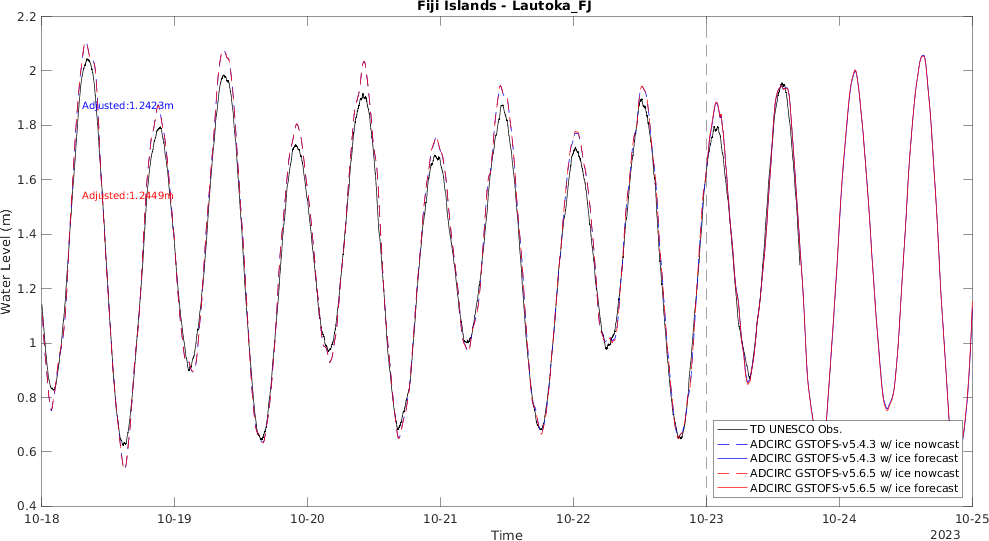 Fiji Islands - Lautoka_FJ
2.2
2
1.8
1.6
1.4
1.2
1
0.8
0.6
0.4
Water Level (m)
Adjusted:1.2423m
Adjusted:1.2449m
TD UNESCO Obs.
ADCIRC GSTOFS-v5.4.3 w/ ice nowcast
ADCIRC GSTOFS-v5.4.3 w/ ice forecast
ADCIRC GSTOFS-v5.6.5 w/ ice nowcast
ADCIRC GSTOFS-v5.6.5 w/ ice forecast
10-18 10-19 10-20 10-21 10-22 10-23 10-24 10-25
Time
2023